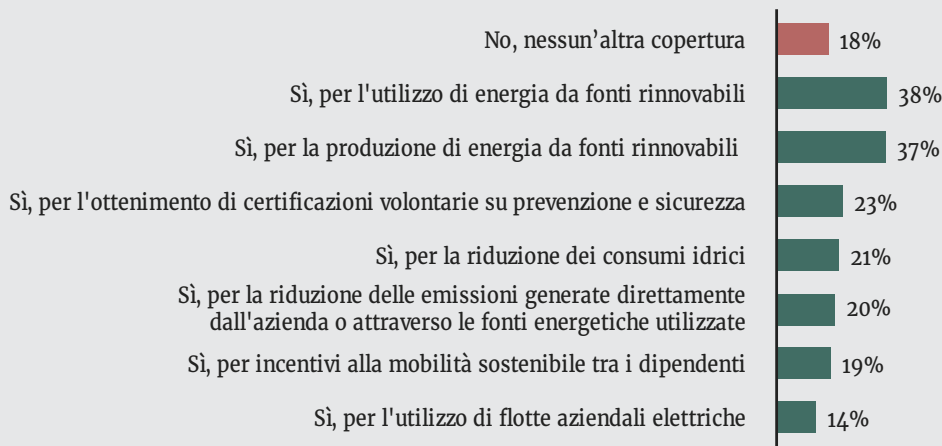 No, nessun’altra copertura 18%
Sì, per l'utilizzo di energia da fonti rinnovabili 38%
Sì, per la produzione di energia da fonti rinnovabili 37%
Sì, per l'ottenimento di certificazioni volontarie su prevenzione e sicurezza 23%
Sì, per la riduzione dei consumi idrici 21%
Sì, per la riduzione delle emissioni generate direttamente
dall'azienda o attraverso le fonti energetiche utilizzate 20%
Sì, per incentivi alla mobilità sostenibile tra i dipendenti 19%
Sì, per l'utilizzo di flotte aziendali elettriche 14%